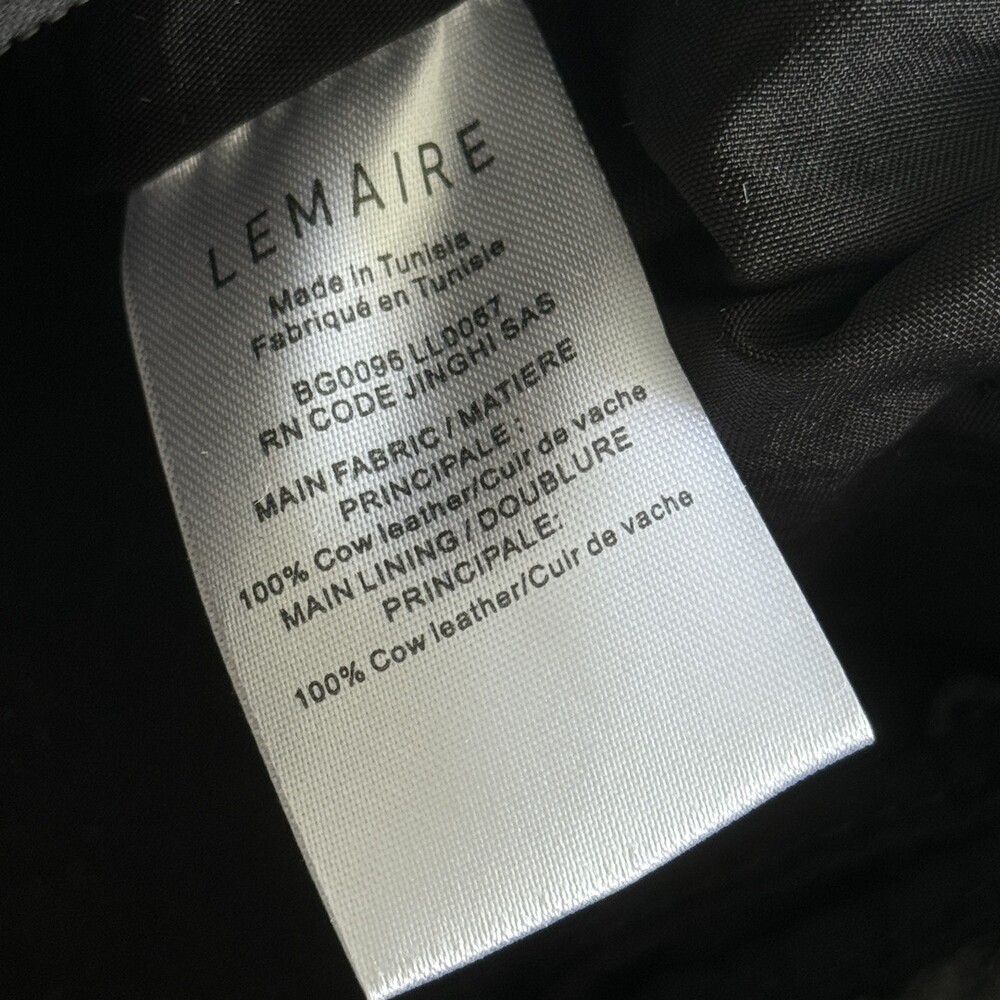 LEMAIRE
Made in Tunisia
Fabriqué en Tunisie
BG0096 LL0067
RN CODE JINGHI SAS
MAIN FABRIC / MATIERE
PRINCIPALE :
100% Cow leather/Cuir de vache
MAIN LINING / DOUBLURE
PRINCIPALE:
100% Cow leather/Cuir de vache